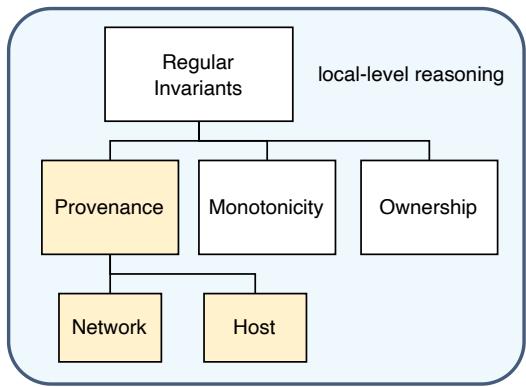 Regular
Invariants
local-level reasoning
Provenance
Monotonicity
Ownership
Network
Host